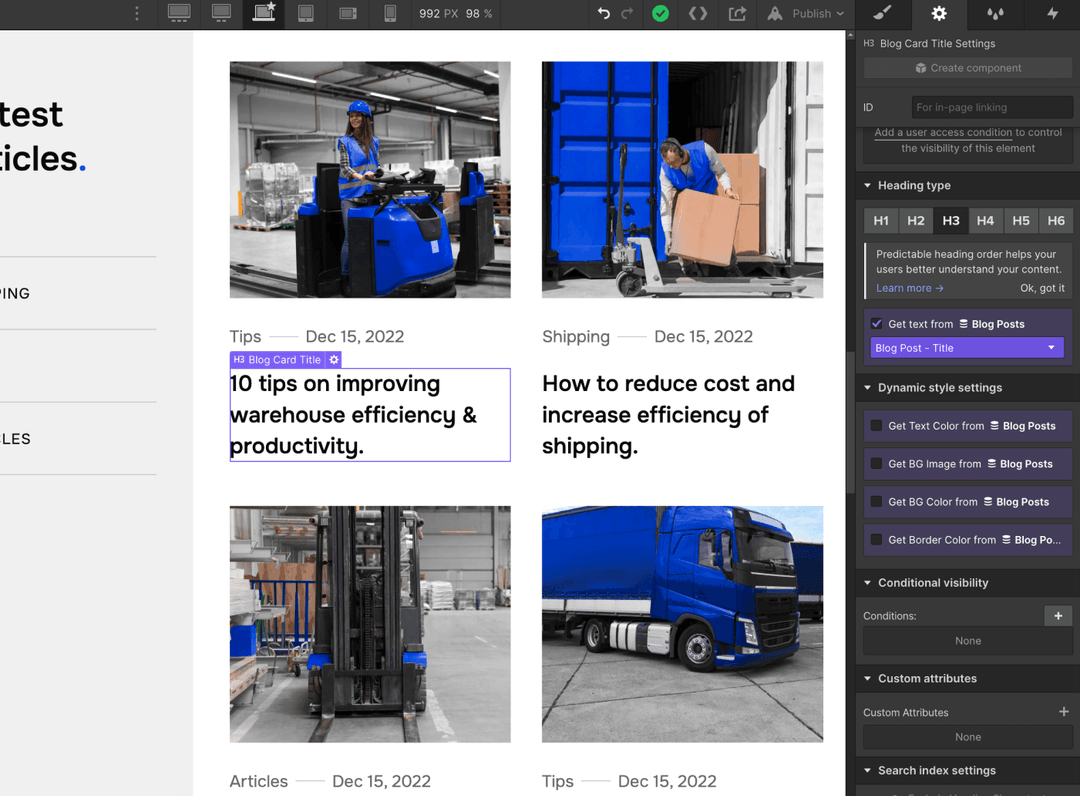 992 PX 98 %
Publish
test
icles.
PING
LES
Tips
Dec 15, 2022
H3 Blog Card Title
10 tips on improving
warehouse efficiency &
productivity.
Shipping
Dec 15, 2022
How to reduce cost and
increase efficiency of
shipping.
Articles
Dec 15, 2022
Tips
Dec 15, 2022
H3 Blog Card Title Settings
Create component
ID
For in-page linking
Add a user access condition to control
the visibility of this element
Heading type
H1 H2 H3 H4 H5 H6
Predictable heading order helps your
users better understand your content.
Learn more → Ok, got it
Get text from Blog Posts
Blog Post - Title
Dynamic style settings
Get Text Color from Blog Posts
Get BG Image from Blog Posts
Get BG Color from Blog Posts
Get Border Color from Blog Po...
Conditional visibility
Conditions: +
None
Custom attributes
Custom Attributes +
None
Search index settings